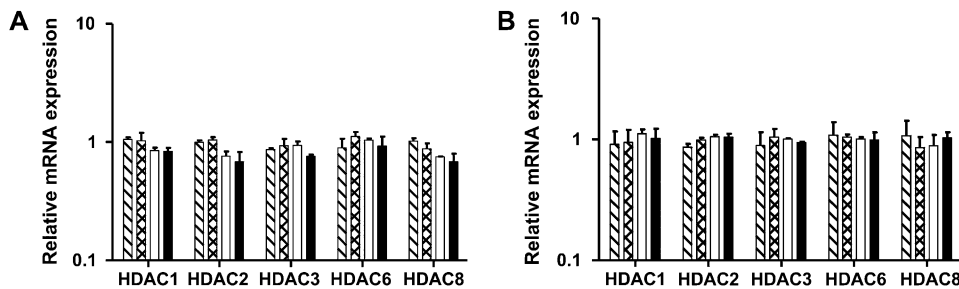 A
Relative mRNA expression
10
1
0.1
HDAC1 HDAC2 HDAC3 HDAC6 HDAC8
B
Relative mRNA expression
10
1
0.1
HDAC1 HDAC2 HDAC3 HDAC6 HDAC8